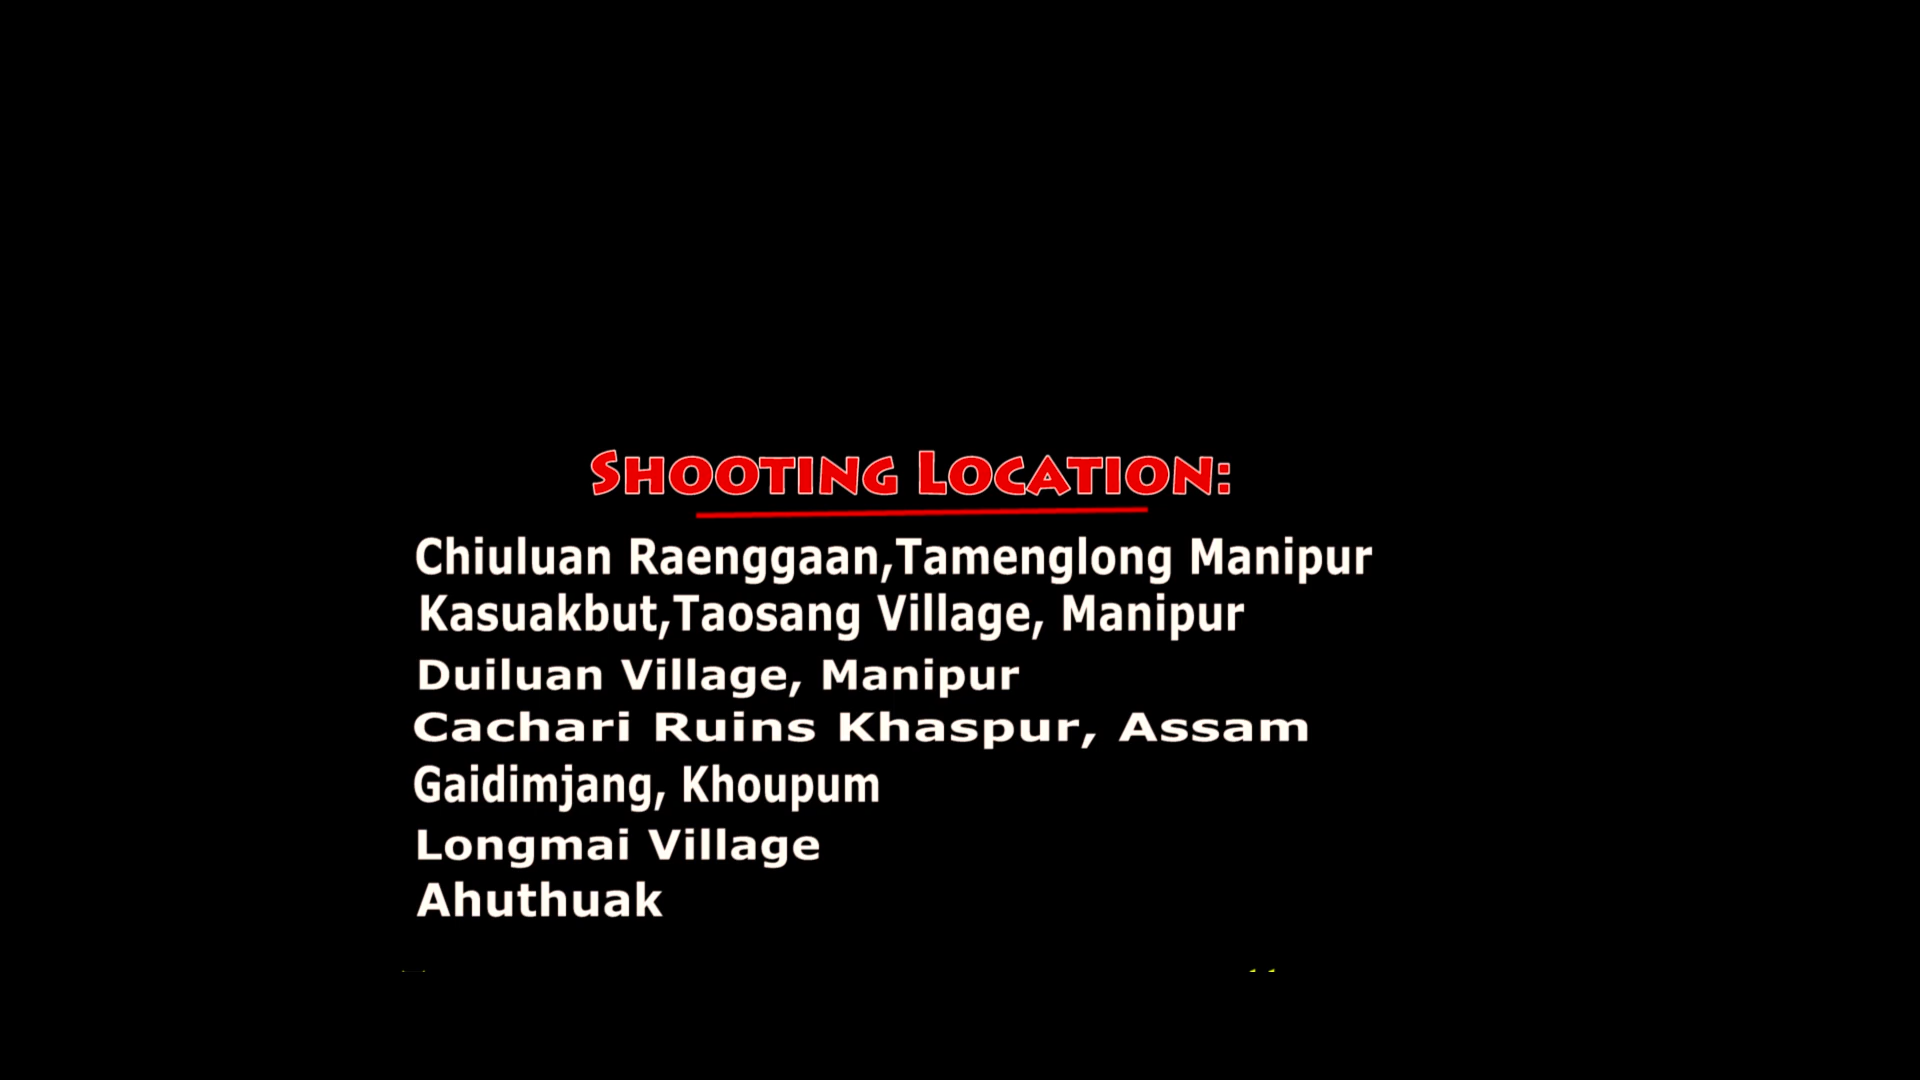 Shooting Location:
Chiuluan Raenggaan,Tamenglong Manipur
Kasuakbut,Taosang Village, Manipur
Duiluan Village, Manipur
Cachari Ruins Khaspur, Assam
Gaidimjang, Khoupum
Longmai Village
Ahuthuak